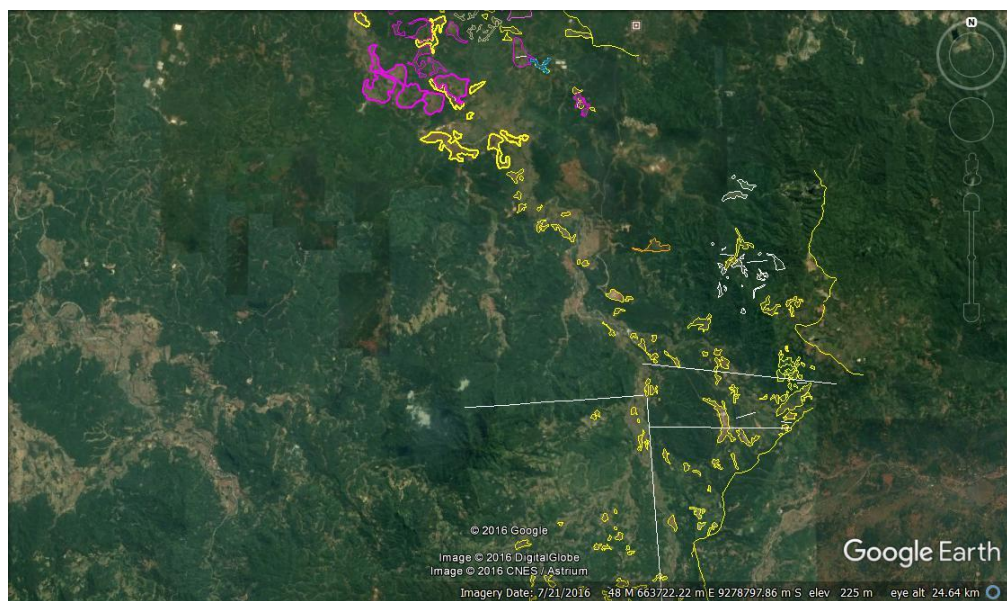 N
© 2016 Google
Image © 2016 DigitalGlobe
Image © 2016 CNES / Astrium
Google Earth
Imagery Date: 7/21/2016 48 M 663722.22 m E 9278797.86 m S elev 225 m eye alt 24.64 km